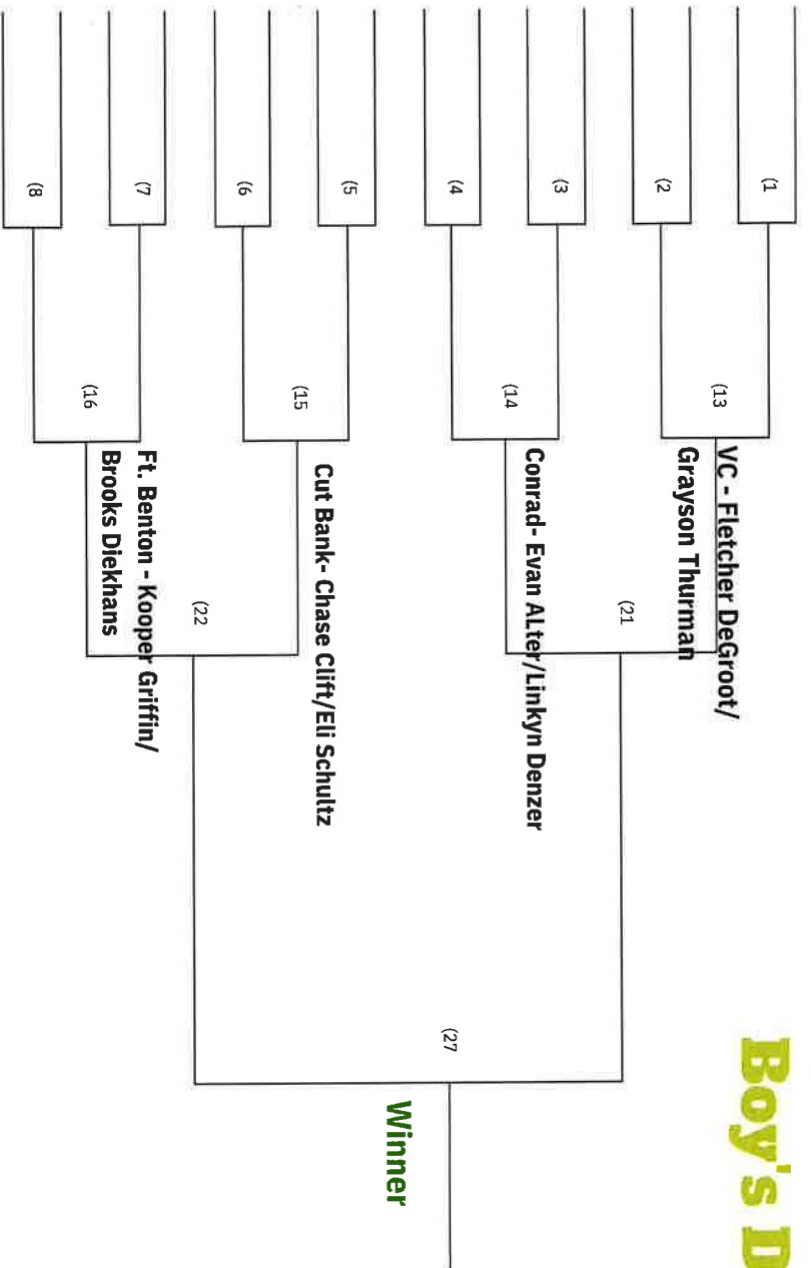 Boy's D
(1
(2
(3
(4
(5
(6
(7
(8
(13
(14
(15
(16
VC - Fletcher DeGroot/
Grayson Thurman
Conrad- Evan ALter/Linkyn Denzer
Cut Bank- Chase Clift/Eli Schultz
Ft. Benton - Kooper Griffin/
Brooks Diekhans
(21
(22
(27
Winner